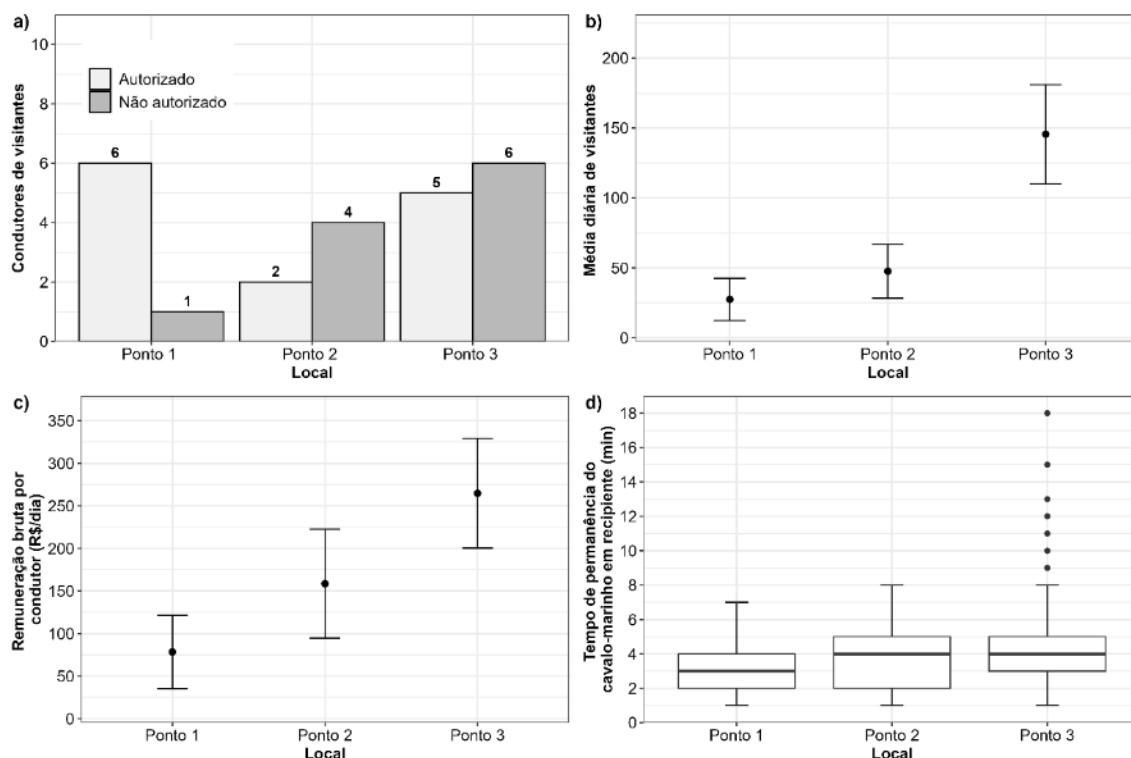 a)
Condutores de visitantes
10
8
6
4
2
0
Autorizado
Não autorizado
6
1
2
4
5
6
Ponto 1
Ponto 2
Ponto 3
Local
b)
Média diária de visitantes
200
150
100
50
0
Ponto 1
Ponto 2
Ponto 3
Local
c)
Remuneração bruta por
condutor (R$/dia)
350
300
250
200
150
100
50
0
Ponto 1
Ponto 2
Ponto 3
Local
d)
Tempo de permanência do
cavalo-marinho em recipiente (min)
18
16
14
12
10
8
6
4
2
0
Ponto 1
Ponto 2
Ponto 3
Local